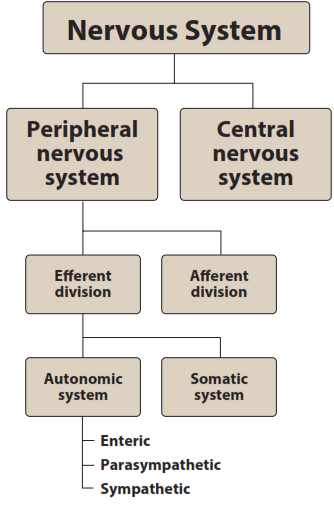 Nervous System
Peripheral
nervous
system
Central
nervous
system
Efferent
division
Afferent
division
Autonomic
system
Somatic
system
Enteric
Parasympathetic
Sympathetic